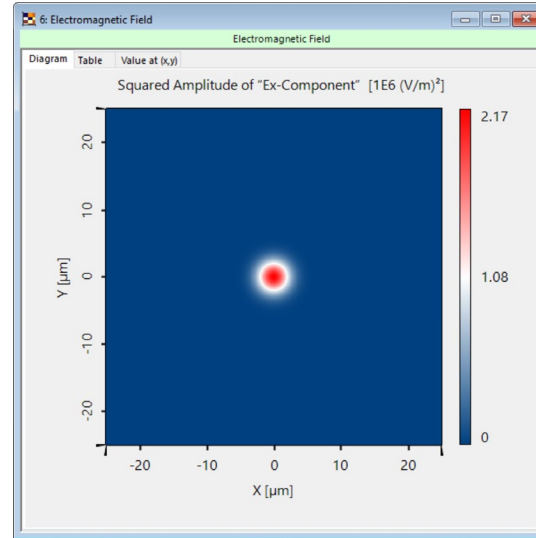 6: Electromagnetic Field
Electromagnetic Field
Diagram Table Value at (x,y)
Squared Amplitude of “Ex-Component” [1E6 (V/m)²]
2.17
1.08
0
Y [µm]
20
10
0
-10
-20
-20 -10 0 10 20
X [µm]